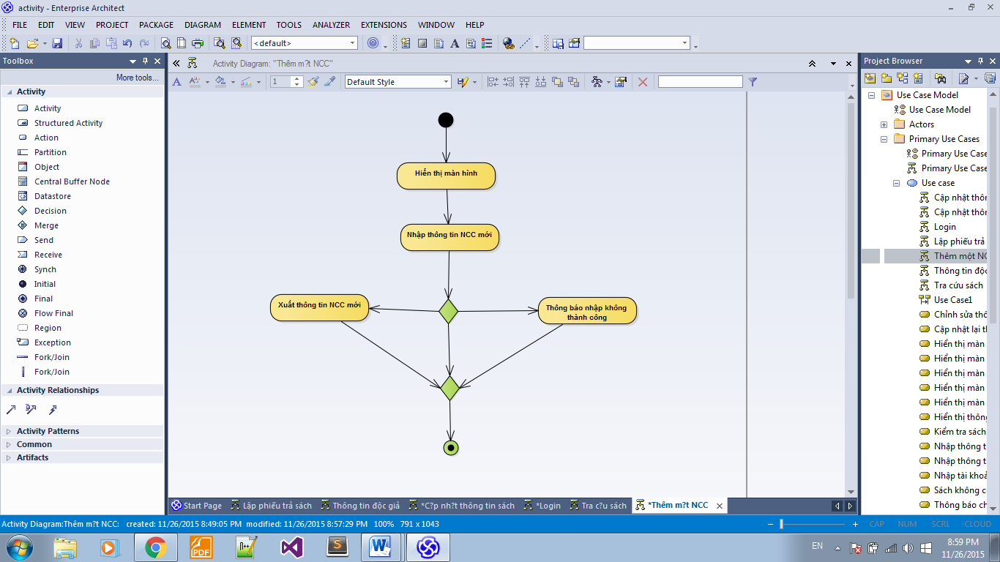 activity - Enterprise Architect
FILE EDIT VIEW PROJECT PACKAGE DIAGRAM ELEMENT TOOLS ANALYZER EXTENSIONS WINDOW HELP
<default>
Toolbox
Activity Diagram: "Thêm m?t NCC"
Project Browser
More tools...
1
Default Style
Activity
Activity
Structured Activity
Action
Partition
Object
Central Buffer Node
Datastore
Decision
Merge
Send
Receive
Synch
Initial
Final
Flow Final
Region
Exception
Fork/Join
Fork/Join
Activity Relationships
Activity Patterns
Common
Artifacts
Hiển thị màn hình
Nhập thông tin NCC mới
Xuất thông tin NCC mới
Thông báo nhập không
thành công
Use Case Model
Use Case Model
Actors
Primary Use Cases
Primary Use Case
Primary Use Case
Use case
Cập nhật thôn
Cập nhật thôn
Login
Lập phiếu trả
Thêm một NC
Thông tin độc
Tra cứu sách
Use Case1
Chỉnh sửa thô
Cập nhật lại t
Hiển thị màn
Hiển thị màn
Hiển thị màn
Hiển thị màn
Hiển thị màn
Hiển thị thông
Kiểm tra sách
Nhập thông t
Nhập thông t
Nhập tài khoả
Sách không c
Thông báo ch
Start Page
Lập phiếu trả sách
Thông tin độc giả
*C?p nh?t thông tin sách
*Login
Tra c?u sách
*Thêm m?t NCC
Activity Diagram:Thêm m?t NCC: created: 11/26/2015 8:49:05 PM modified: 11/26/2015 8:57:29 PM 100% 791 x 1043
CAP NUM SCRL CLOUD
PDF
EN
8:59 PM
11/26/2015